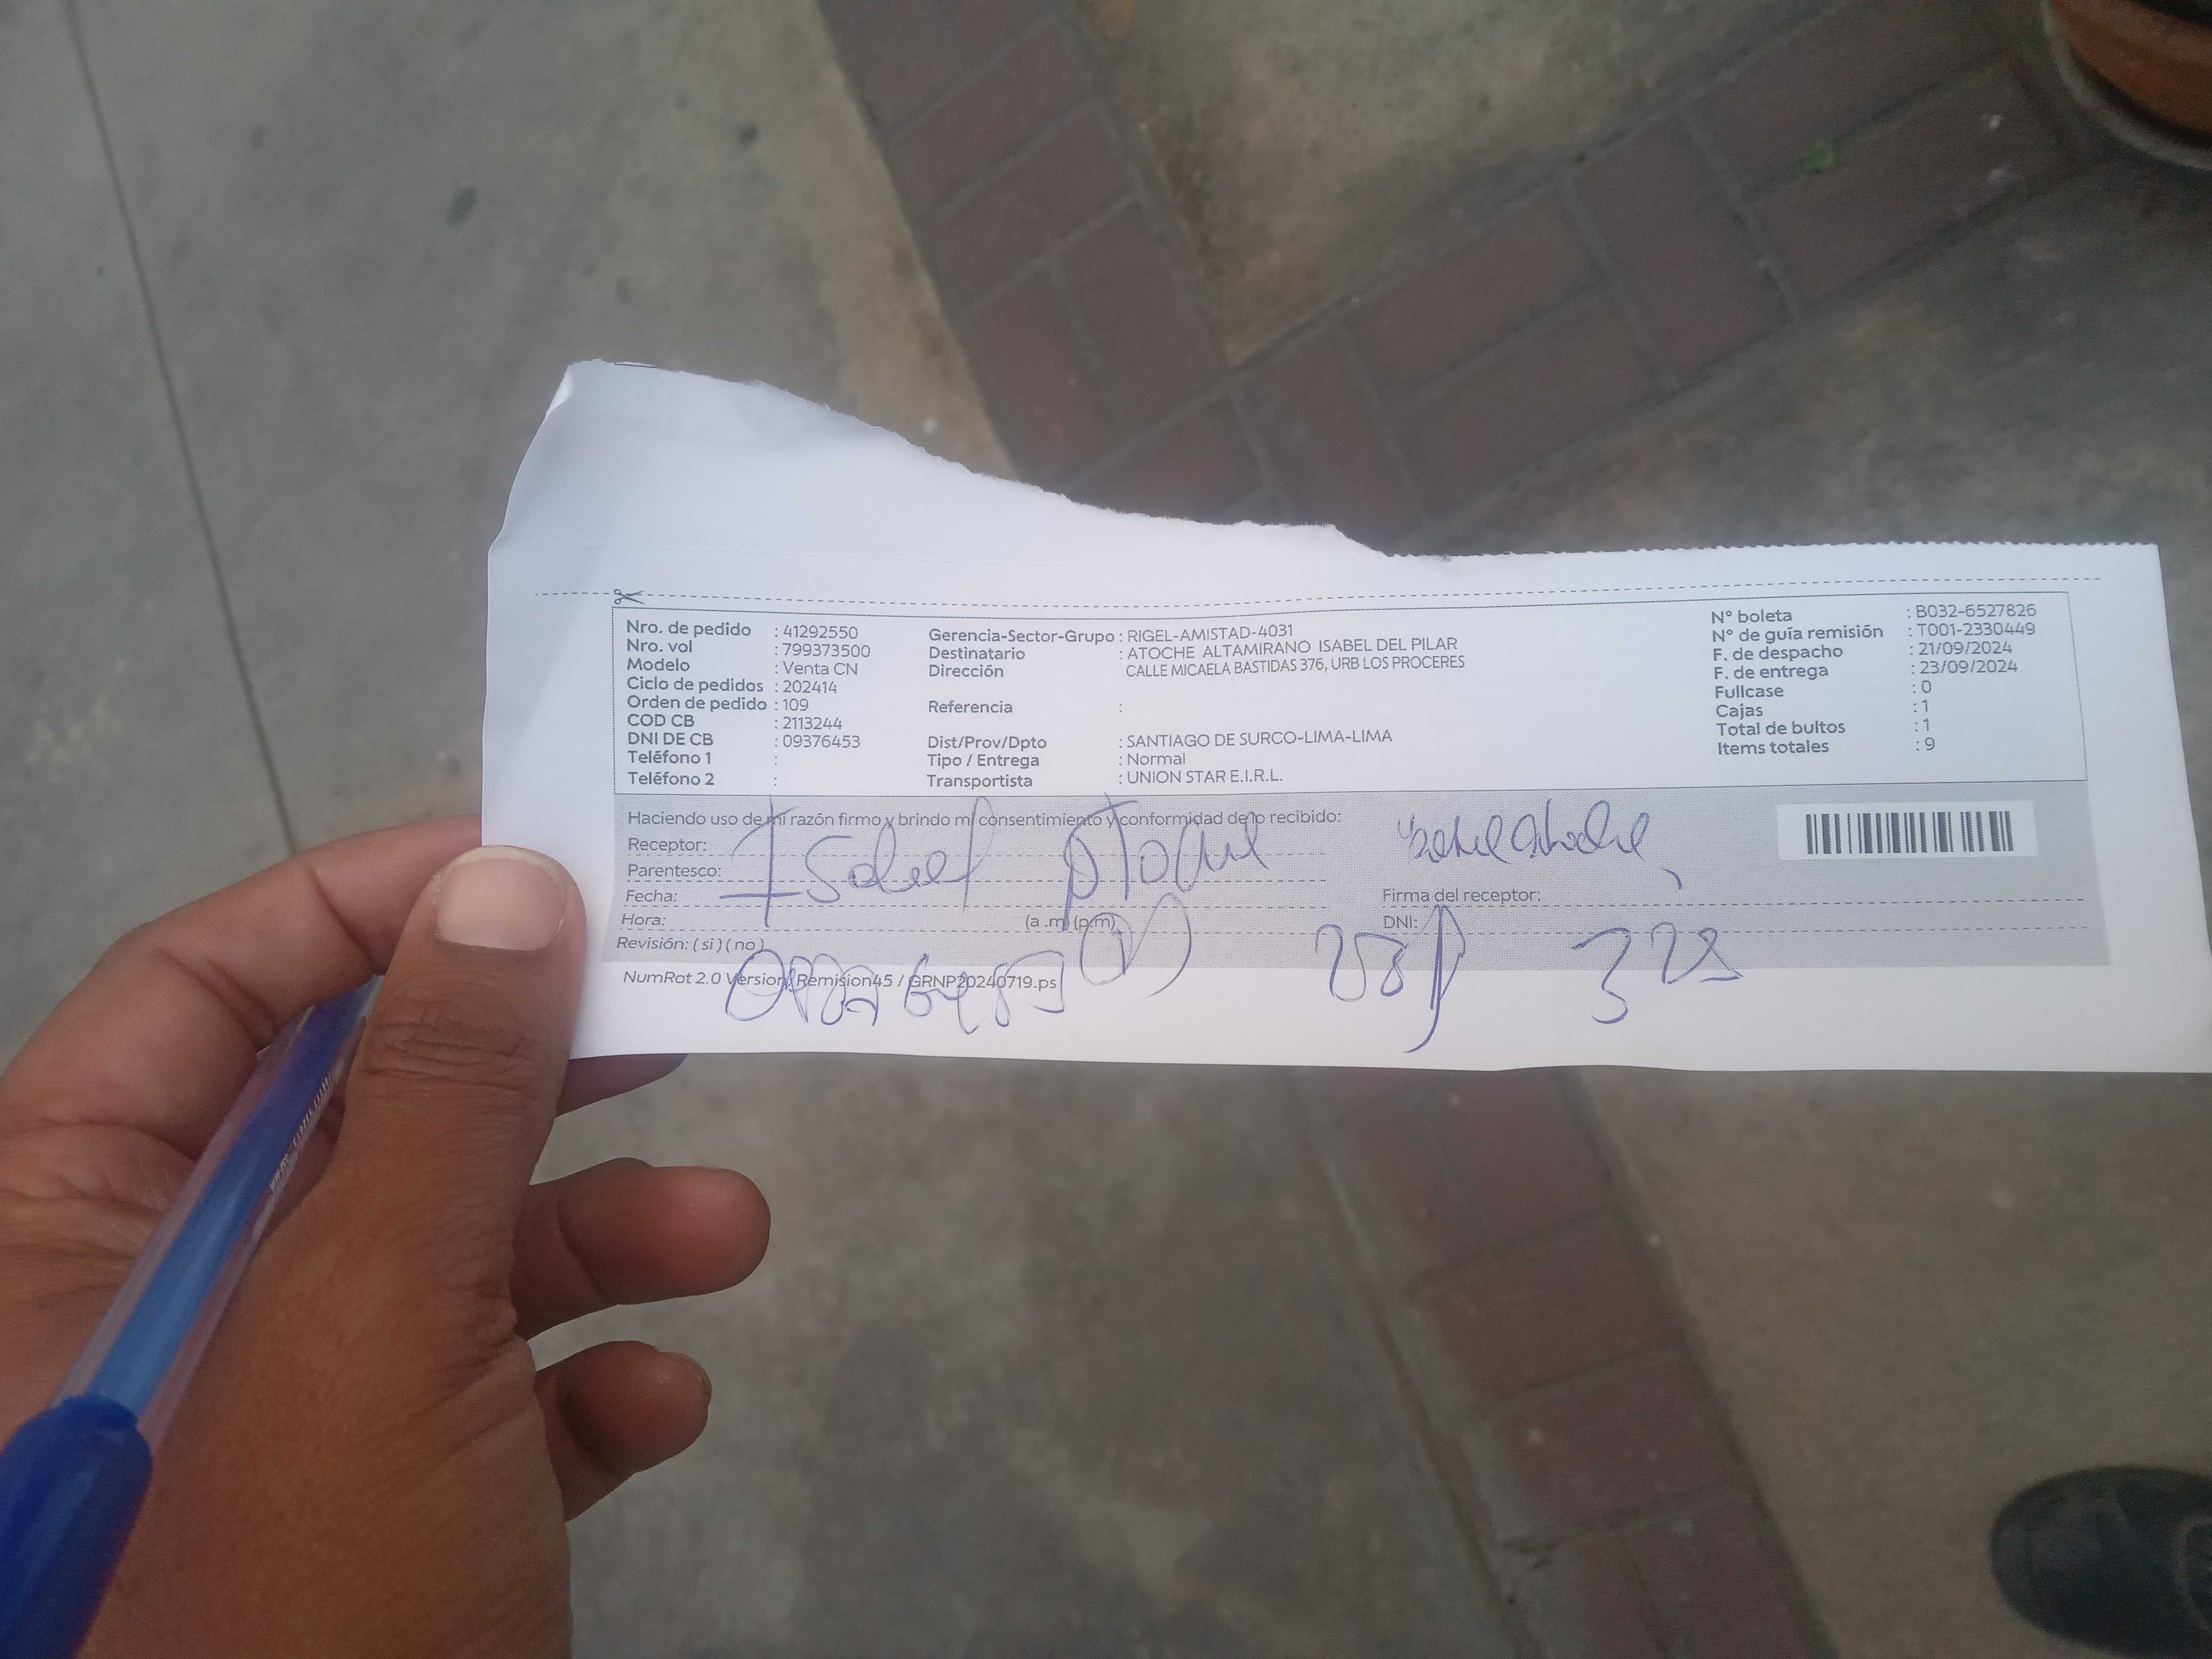 Nro. de pedido : 41292550
Nro. vol : 799373500
Modelo : Venta CN
Ciclo de pedidos : 202414
Orden de pedido : 109
COD CB : 2113244
DNI DE CB : 09376453
Teléfono 1 :
Teléfono 2 :
Gerencia-Sector-Grupo : RIGEL-AMISTAD-4031
Destinatario : ATOCHE ALTAMIRANO ISABEL DEL PILAR
Dirección CALLE MICAELA BASTIDAS 376, URB LOS PROCERES
Referencia :
Dist/Prov/Dpto : SANTIAGO DE SURCO-LIMA-LIMA
Tipo / Entrega : Normal
Transportista : UNION STAR E.I.R.L.
N° boleta : B032-6527826
N° de guía remisión : T001-2330449
F. de despacho : 21/09/2024
F. de entrega : 23/09/2024
Fullcase : 0
Cajas : 1
Total de bultos : 1
Items totales : 9
Haciendo uso de mi razón firmo y brindo mi consentimiento y conformidad de lo recibido:
Receptor: Isabel Atoche
Parentesco:
Fecha:
Hora: (a .m) (p.m)
Revisión: ( si ) ( no )
Firma del receptor:
DNI:
NumRot 2.0 Version Remision45 / GRNP20240719.ps